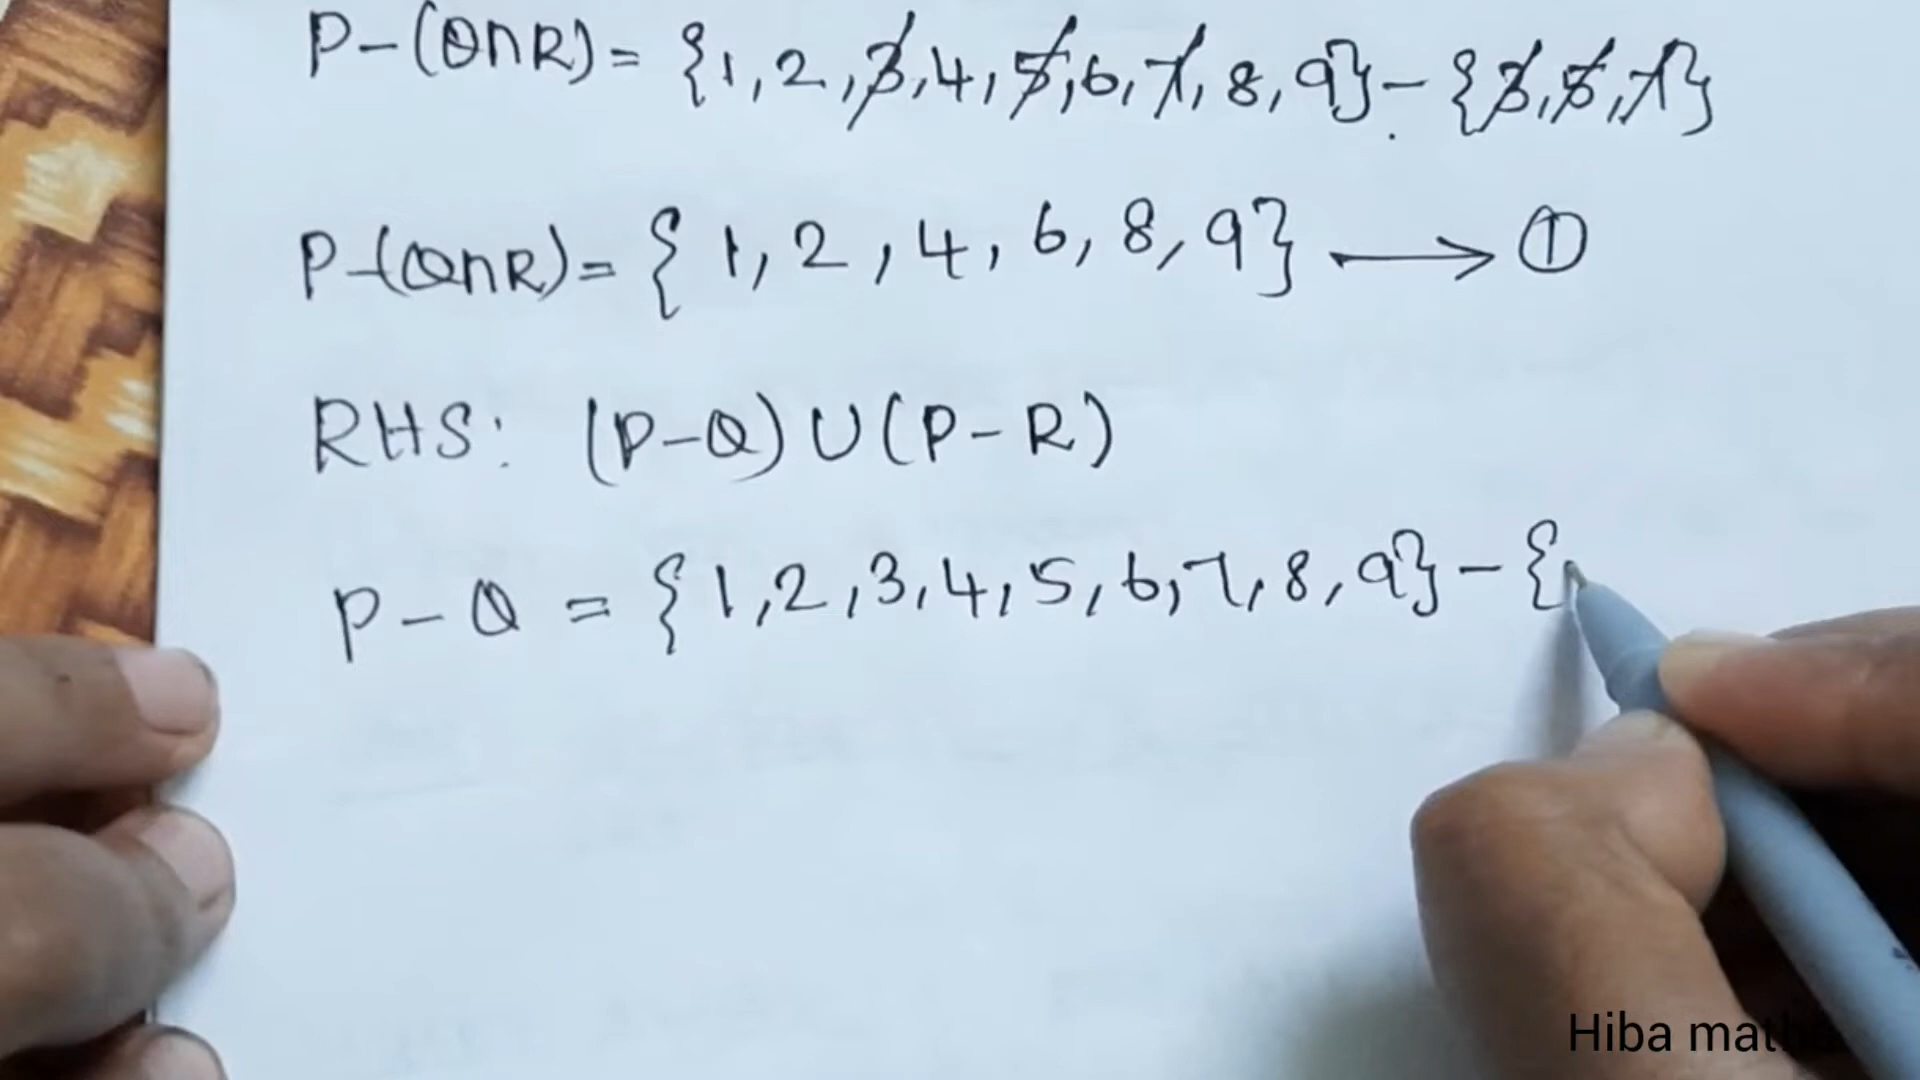 P-(Q∩R)= {1,2,3,4,5,6,7,8,9}-{3,5,7}
P-(Q∩R)= {1,2,4,6,8,9} ⟶ ①
RHS: (P-Q)∪(P-R)
P-Q = {1,2,3,4,5,6,7,8,9}-{
Hiba